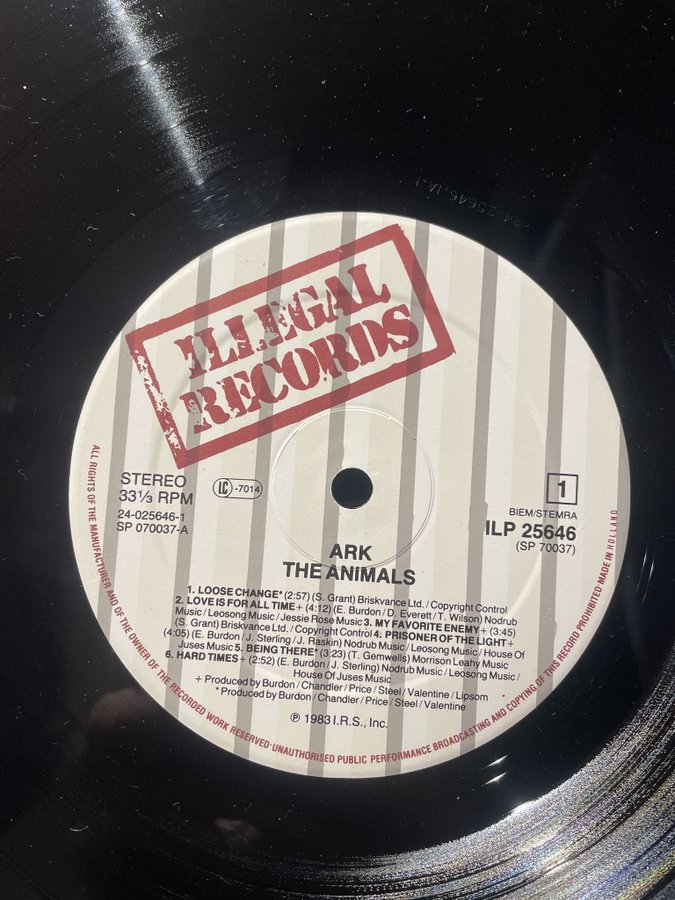 24-25646.1A-1
ILLEGAL
RECORDS
STEREO
33⅓ RPM
LC -7014
24-025646-1
SP 070037-A
1
BIEM/STEMRA
ILP 25646
(SP 70037)
ARK
THE ANIMALS
1. LOOSE CHANGE* (2:57) (S. Grant) Briskvance Ltd. / Copyright Control
2. LOVE IS FOR ALL TIME+ (4:12) (E. Burdon / D. Everett / T. Wilson) Nodrub
Music / Leosong Music / Jessie Rose Music 3. MY FAVORITE ENEMY+ (3:45)
(S. Grant) Briskvance Ltd. / Copyright Control 4. PRISONER OF THE LIGHT+
(4:05) (E. Burdon / J. Sterling / J. Raskin) Nodrub Music / Leosong Music / House Of
Juses Music 5. BEING THERE* (3:23) (T. Gemwells) Morrison Leahy Music
6. HARD TIMES+ (2:52) (E. Burdon / J. Sterling) Nodrub Music / Leosong Music /
House Of Juses Music
+ Produced by Burdon / Chandler / Price / Steel / Valentine / Lipsom
* Produced by Burdon / Chandler / Price / Steel / Valentine
℗ 1983 I.R.S., Inc.
ALL RIGHTS OF THE MANUFACTURER AND OF THE OWNER OF THE RECORDED WORK RESERVED·UNAUTHORISED PUBLIC PERFORMANCE BROADCASTING AND COPYING OF THIS RECORD PROHIBITED·MADE IN HOLLAND